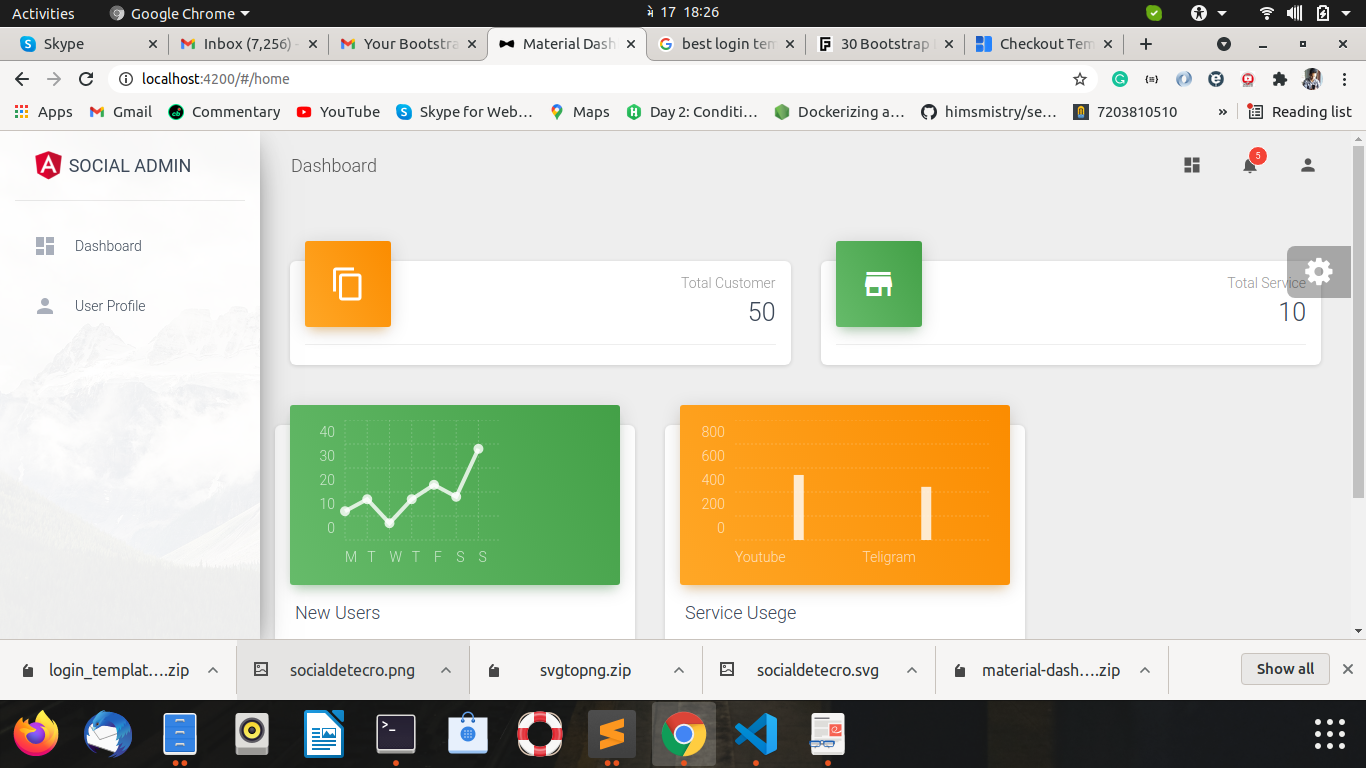 Activities
Google Chrome
મે 17 18:26
Skype
Inbox (7,256) -
Your Bootstra
Material Dash
best login tem
30 Bootstrap
Checkout Tem
localhost:4200/#/home
Apps
Gmail
Commentary
YouTube
Skype for Web...
Maps
Day 2: Conditi...
Dockerizing a...
himsmistry/se...
7203810510
»
Reading list
SOCIAL ADMIN
Dashboard
5
Dashboard
User Profile
Total Customer
50
Total Service
10
40
30
20
10
0
M T W T F S S
New Users
800
600
400
200
0
Youtube Teligram
Service Usege
login_templat....zip
socialdetecro.png
svgtopng.zip
socialdetecro.svg
material-dash....zip
Show all